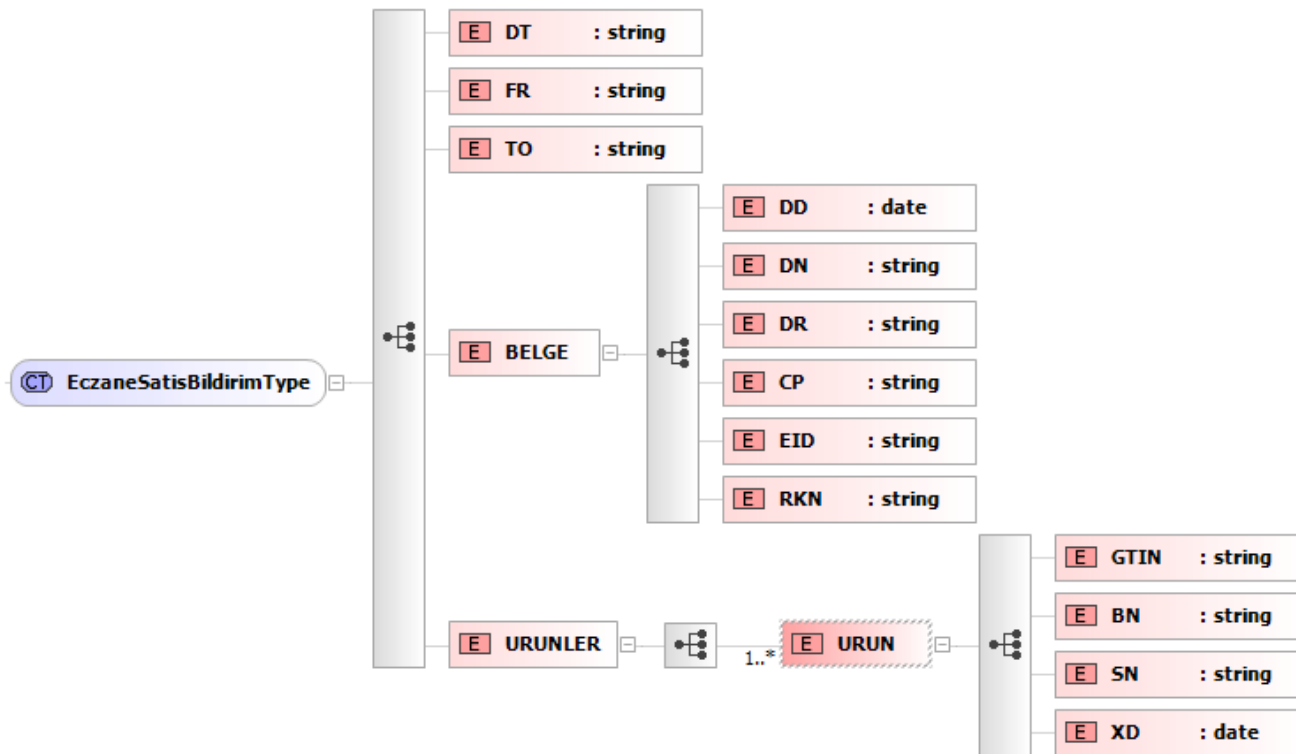 E DT : string
E FR : string
E TO : string
E DD : date
E DN : string
E DR : string
E BELGE
E CP : string
CT EczaneSatisBildirimType
E EID : string
E RKN : string
E GTIN : string
E BN : string
E URUNLER
1..*
E URUN
E SN : string
E XD : date